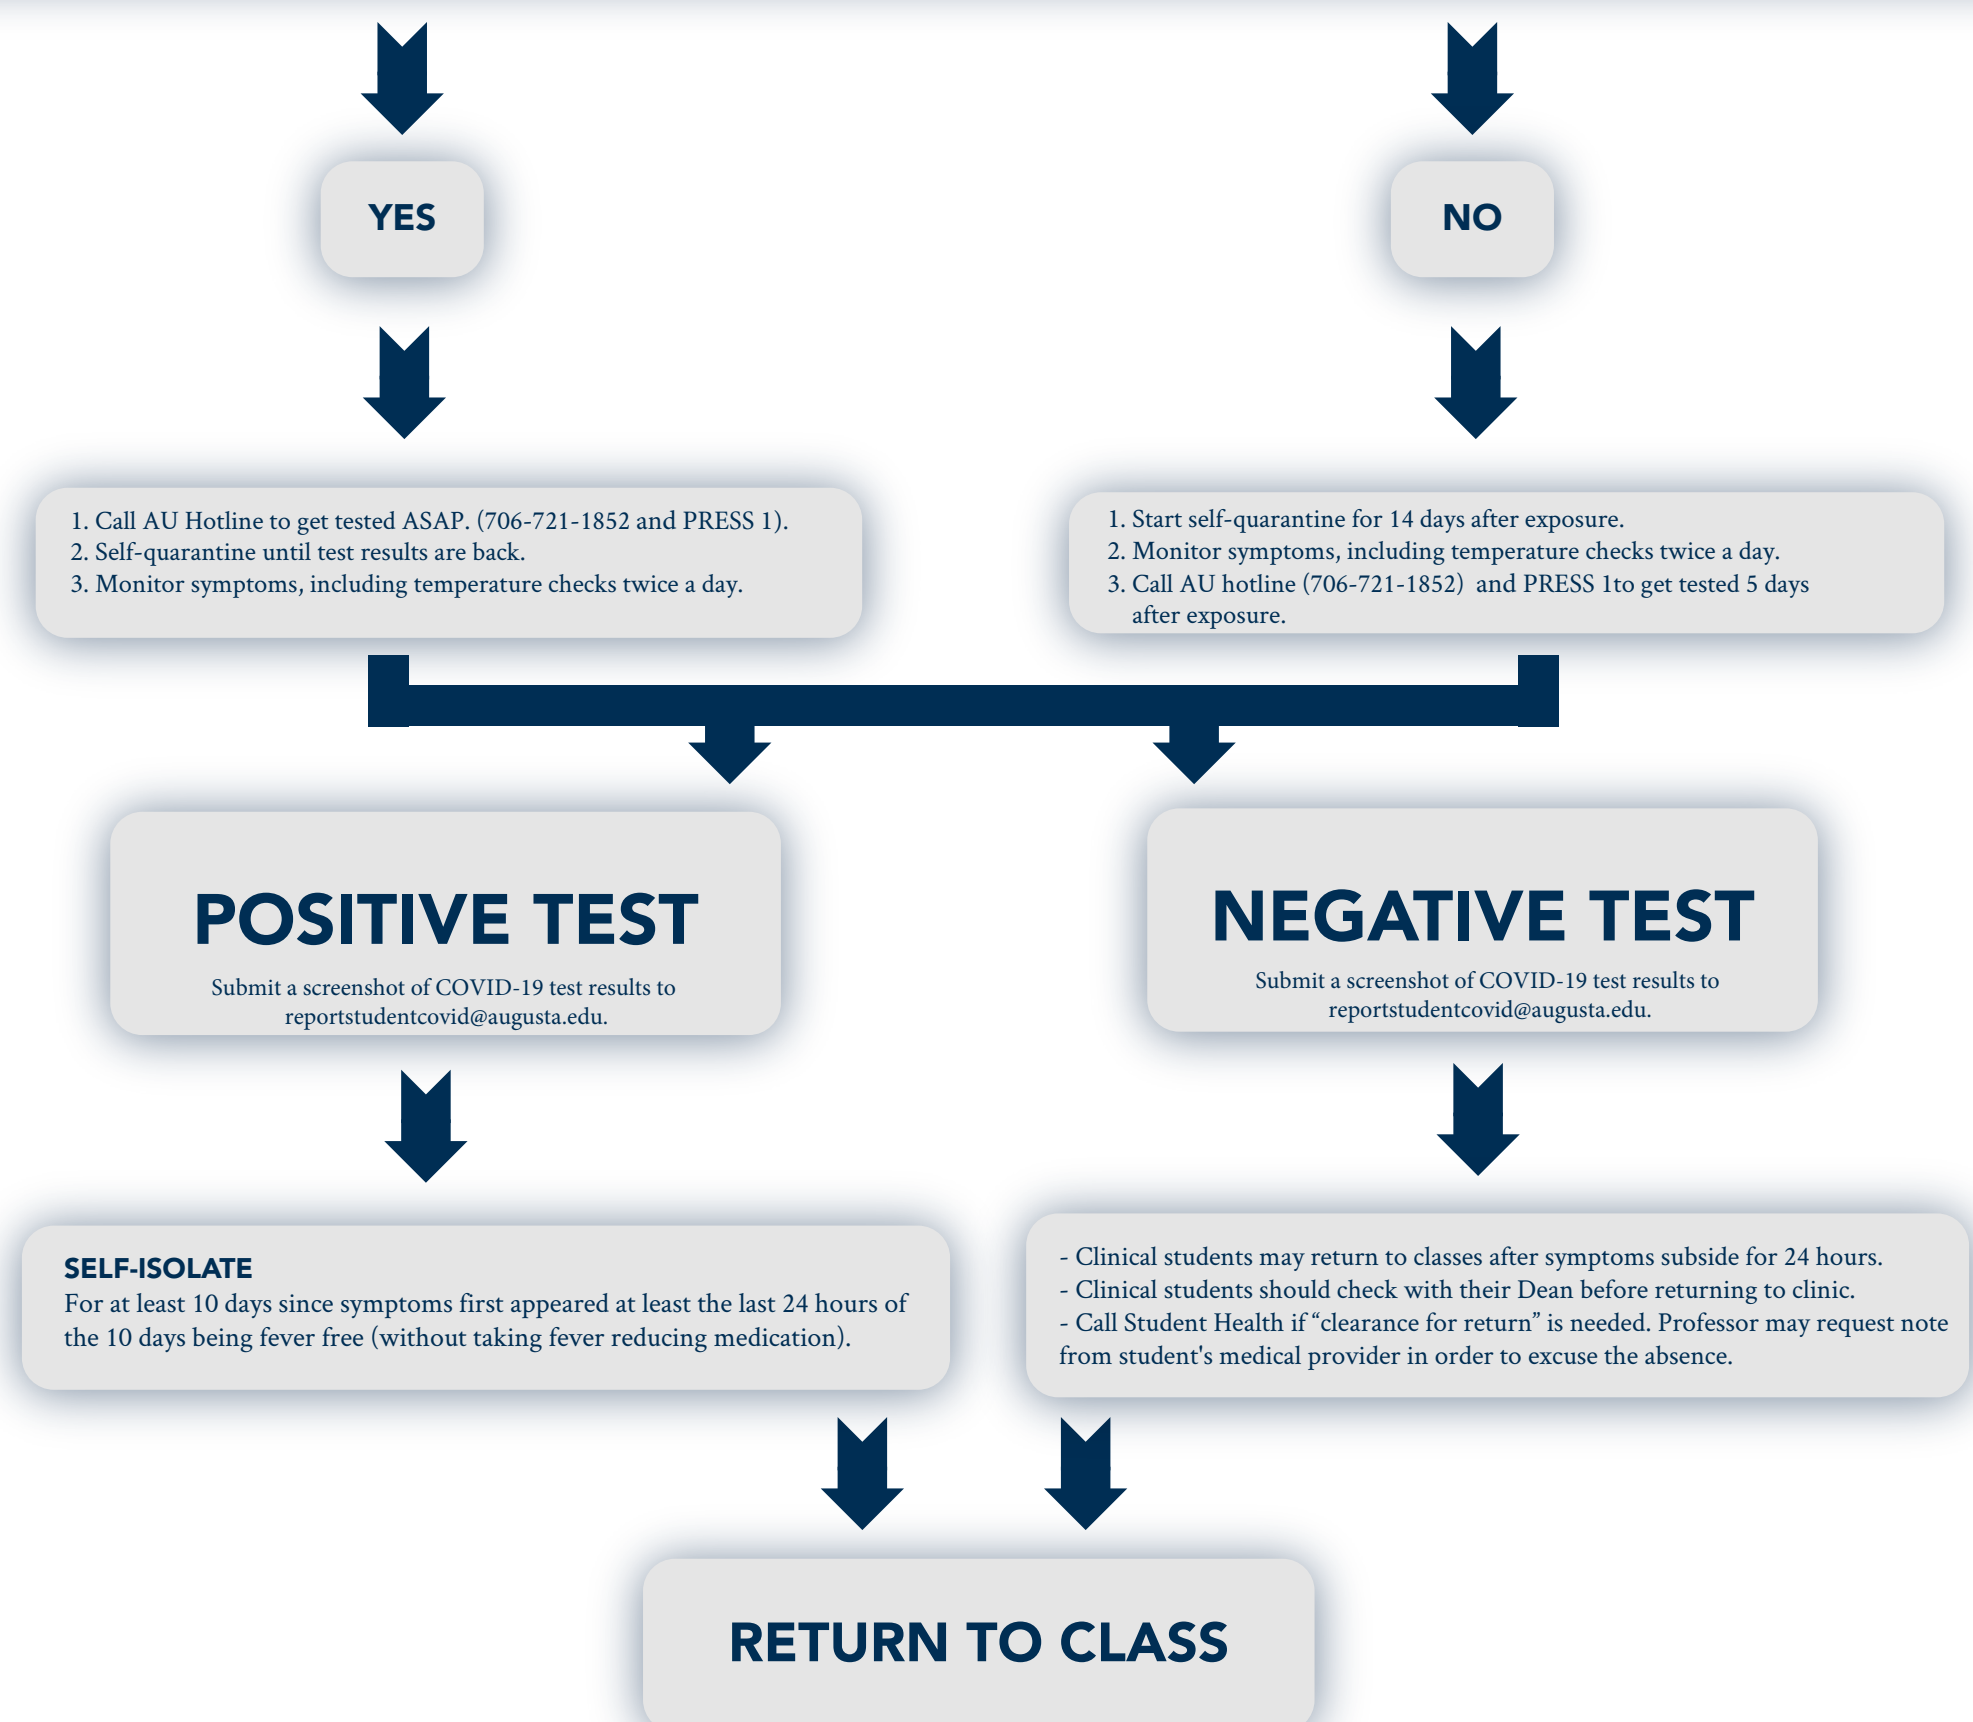 YES
NO
1. Call AU Hotline to get tested ASAP. (706-721-1852 and PRESS 1).
2. Self-quarantine until test results are back.
3. Monitor symptoms, including temperature checks twice a day.
1. Start self-quarantine for 14 days after exposure.
2. Monitor symptoms, including temperature checks twice a day.
3. Call AU hotline (706-721-1852)  and PRESS 1to get tested 5 days
after exposure.
POSITIVE TEST
Submit a screenshot of COVID-19 test results to
reportstudentcovid@augusta.edu.
NEGATIVE TEST
Submit a screenshot of COVID-19 test results to
reportstudentcovid@augusta.edu.
SELF-ISOLATE
For at least 10 days since symptoms first appeared at least the last 24 hours of
the 10 days being fever free (without taking fever reducing medication).
- Clinical students may return to classes after symptoms subside for 24 hours.
- Clinical students should check with their Dean before returning to clinic.
- Call Student Health if “clearance for return” is needed. Professor may request note
from student's medical provider in order to excuse the absence.
RETURN TO CLASS